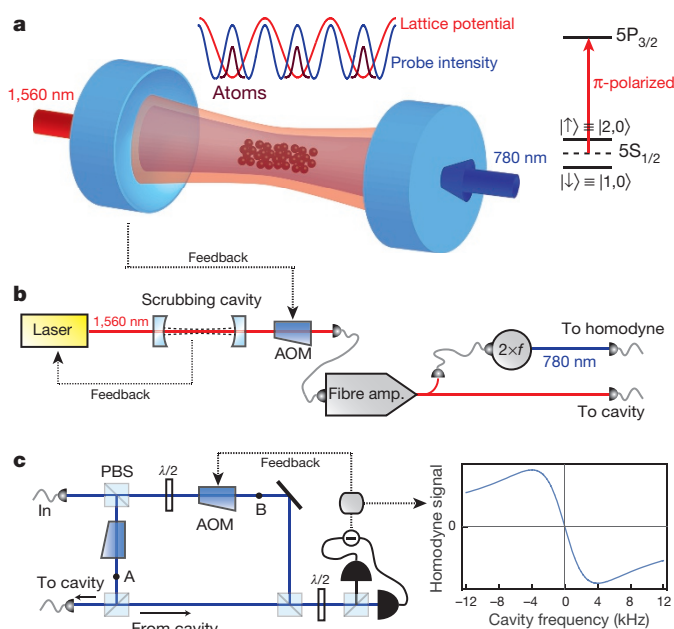 a
Lattice potential
Probe intensity
Atoms
1,560 nm
780 nm
5P3/2
π-polarized
|↑⟩ ≡ |2,0⟩
5S1/2
|↓⟩ ≡ |1,0⟩
Feedback
b
Scrubbing cavity
Laser
1,560 nm
AOM
Feedback
Fibre amp.
2×f
To homodyne
780 nm
To cavity
c
PBS
λ/2
Feedback
In
AOM
B
A
To cavity
From cavity
λ/2
−
Homodyne signal
0
−12 −8 −4 0 4 8 12
Cavity frequency (kHz)